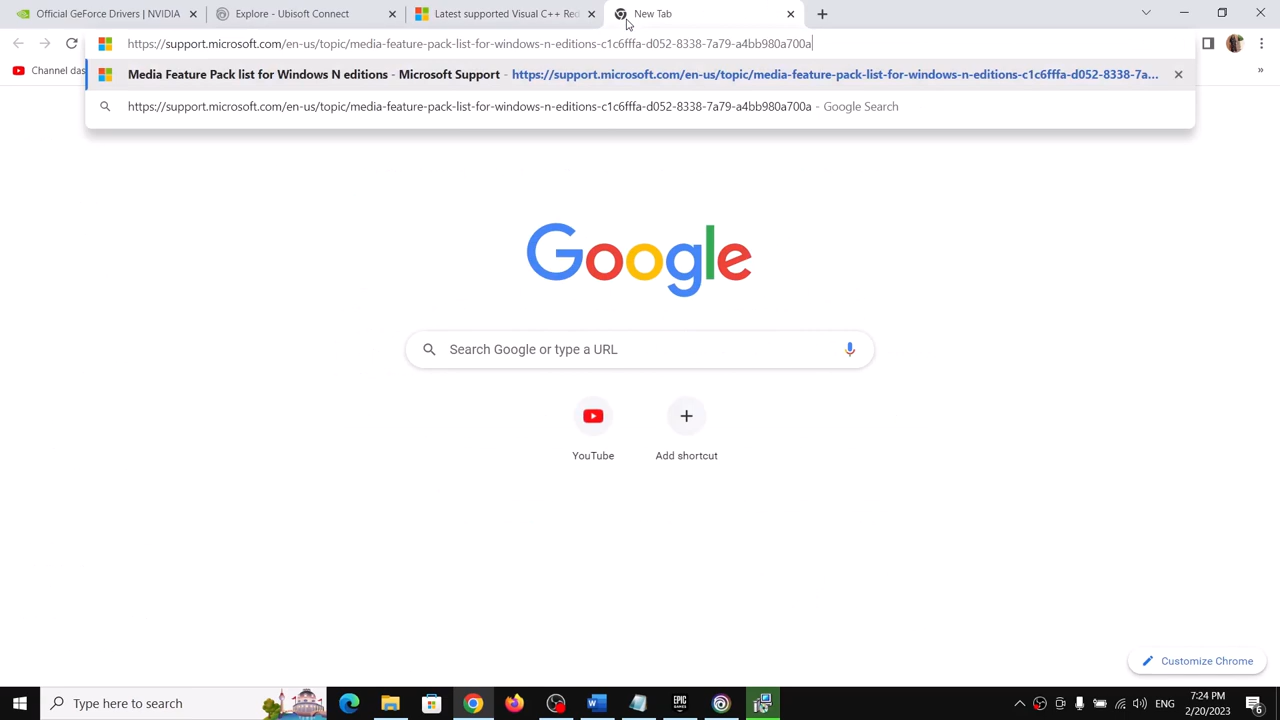 Official GeForce Drivers | NVIDIA
Explore - Ubisoft Connect
Latest supported Visual C++ Red
New Tab
https://support.microsoft.com/en-us/topic/media-feature-pack-list-for-windows-n-editions-c1c6fffa-d052-8338-7a79-a4bb980a700a
Channel das
Media Feature Pack list for Windows N editions - Microsoft Support - https://support.microsoft.com/en-us/topic/media-feature-pack-list-for-windows-n-editions-c1c6fffa-d052-8338-7a...
»
https://support.microsoft.com/en-us/topic/media-feature-pack-list-for-windows-n-editions-c1c6fffa-d052-8338-7a79-a4bb980a700a - Google Search
Google
Search Google or type a URL
YouTube
Add shortcut
Customize Chrome
Type here to search
EPIC GAMES
ENG
7:24 PM
2/20/2023
6